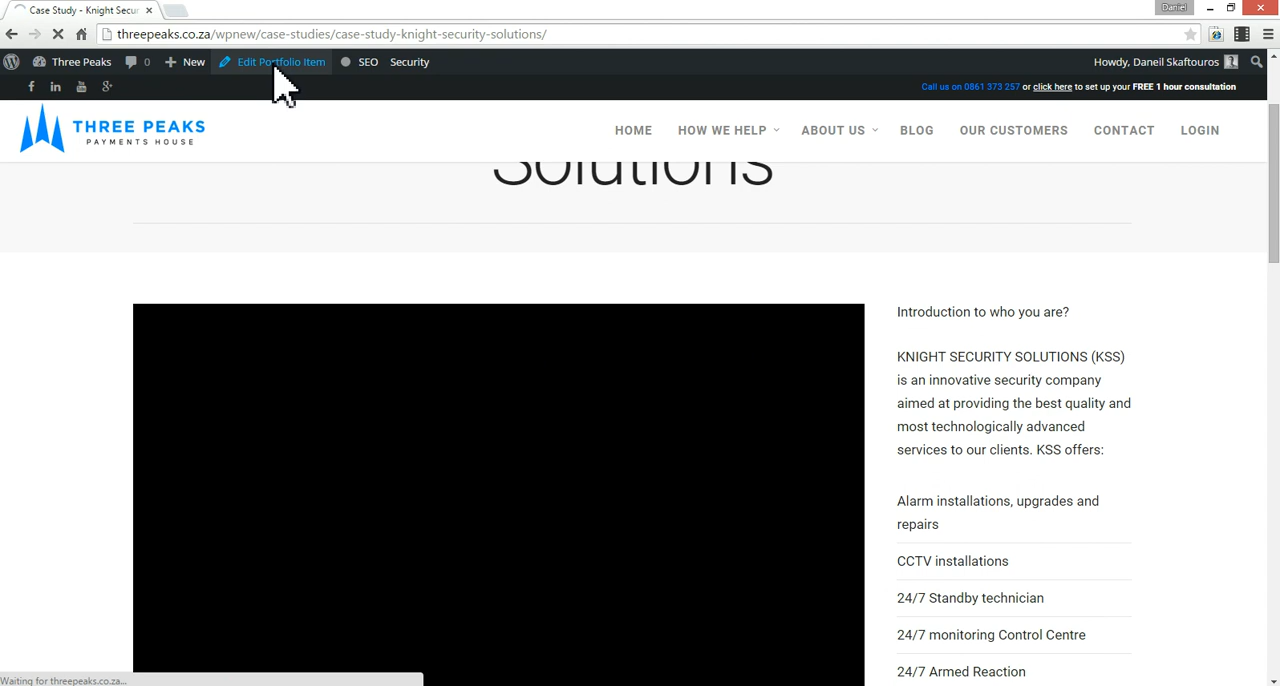 Case Study - Knight Secur
Daniel
threepeaks.co.za/wpnew/case-studies/case-study-knight-security-solutions/
Three Peaks 0 New Edit Portfolio Item SEO Security Howdy, Daneil Skaftouros
Call us on 0861 373 257 or click here to set up your FREE 1 hour consultation
THREE PEAKS
PAYMENTS HOUSE
HOME HOW WE HELP ABOUT US BLOG OUR CUSTOMERS CONTACT LOGIN
Solutions
Introduction to who you are?
KNIGHT SECURITY SOLUTIONS (KSS)
is an innovative security company
aimed at providing the best quality and
most technologically advanced
services to our clients. KSS offers:
Alarm installations, upgrades and
repairs
CCTV installations
24/7 Standby technician
24/7 monitoring Control Centre
24/7 Armed Reaction
Waiting for threepeaks.co.za...